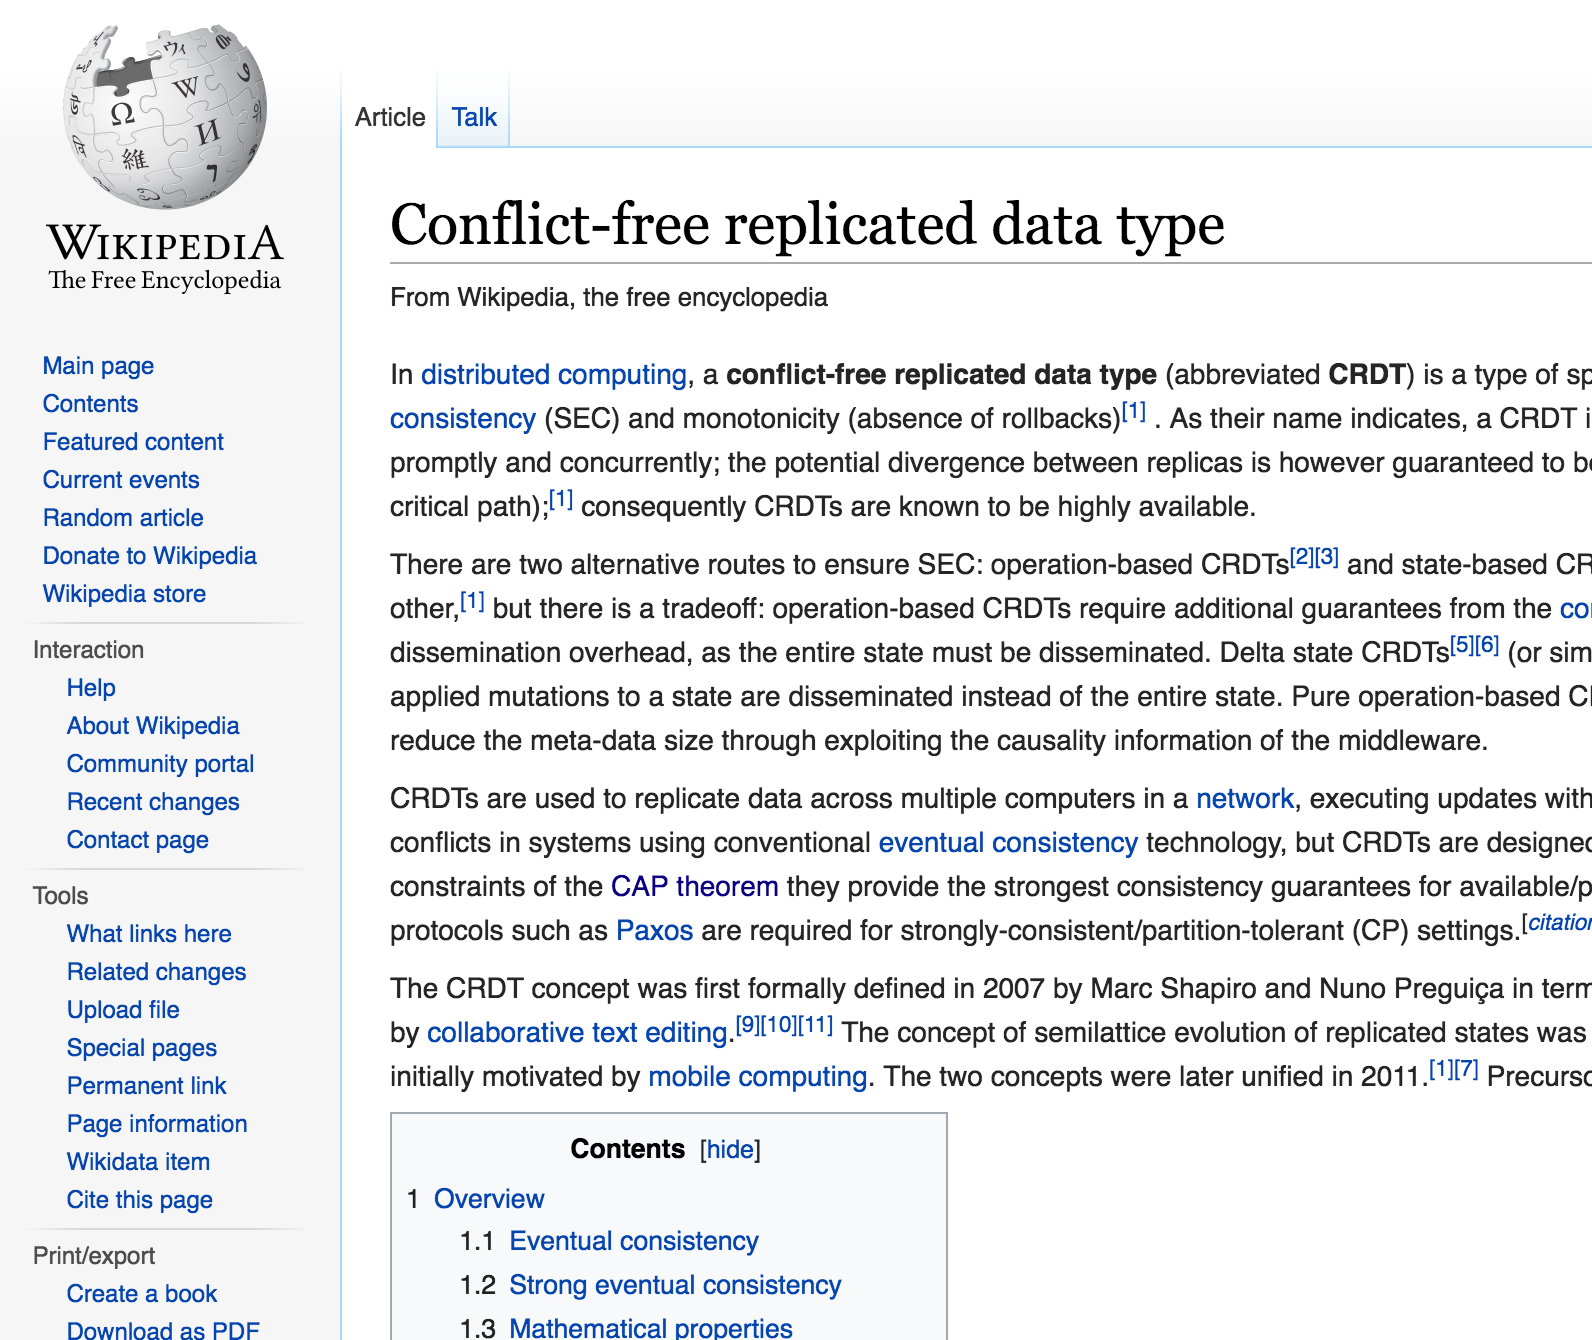 Ω
W
И
維
ウィ
7
WIKIPEDIA
The Free Encyclopedia
Main page
Contents
Featured content
Current events
Random article
Donate to Wikipedia
Wikipedia store
Interaction
Help
About Wikipedia
Community portal
Recent changes
Contact page
Tools
What links here
Related changes
Upload file
Special pages
Permanent link
Page information
Wikidata item
Cite this page
Print/export
Create a book
Download as PDF
Article Talk
Conflict-free replicated data type
From Wikipedia, the free encyclopedia
In distributed computing, a conflict-free replicated data type (abbreviated CRDT) is a type of sp
consistency (SEC) and monotonicity (absence of rollbacks)[1] . As their name indicates, a CRDT i
promptly and concurrently; the potential divergence between replicas is however guaranteed to be
critical path);[1] consequently CRDTs are known to be highly available.
There are two alternative routes to ensure SEC: operation-based CRDTs[2][3] and state-based CR
other,[1] but there is a tradeoff: operation-based CRDTs require additional guarantees from the co
dissemination overhead, as the entire state must be disseminated. Delta state CRDTs[5][6] (or sim
applied mutations to a state are disseminated instead of the entire state. Pure operation-based C
reduce the meta-data size through exploiting the causality information of the middleware.
CRDTs are used to replicate data across multiple computers in a network, executing updates with
conflicts in systems using conventional eventual consistency technology, but CRDTs are designed
constraints of the CAP theorem they provide the strongest consistency guarantees for available/p
protocols such as Paxos are required for strongly-consistent/partition-tolerant (CP) settings.[citation
The CRDT concept was first formally defined in 2007 by Marc Shapiro and Nuno Preguiça in term
by collaborative text editing.[9][10][11] The concept of semilattice evolution of replicated states was
initially motivated by mobile computing. The two concepts were later unified in 2011.[1][7] Precurso
Contents [hide]
1 Overview
1.1 Eventual consistency
1.2 Strong eventual consistency
1.3 Mathematical properties